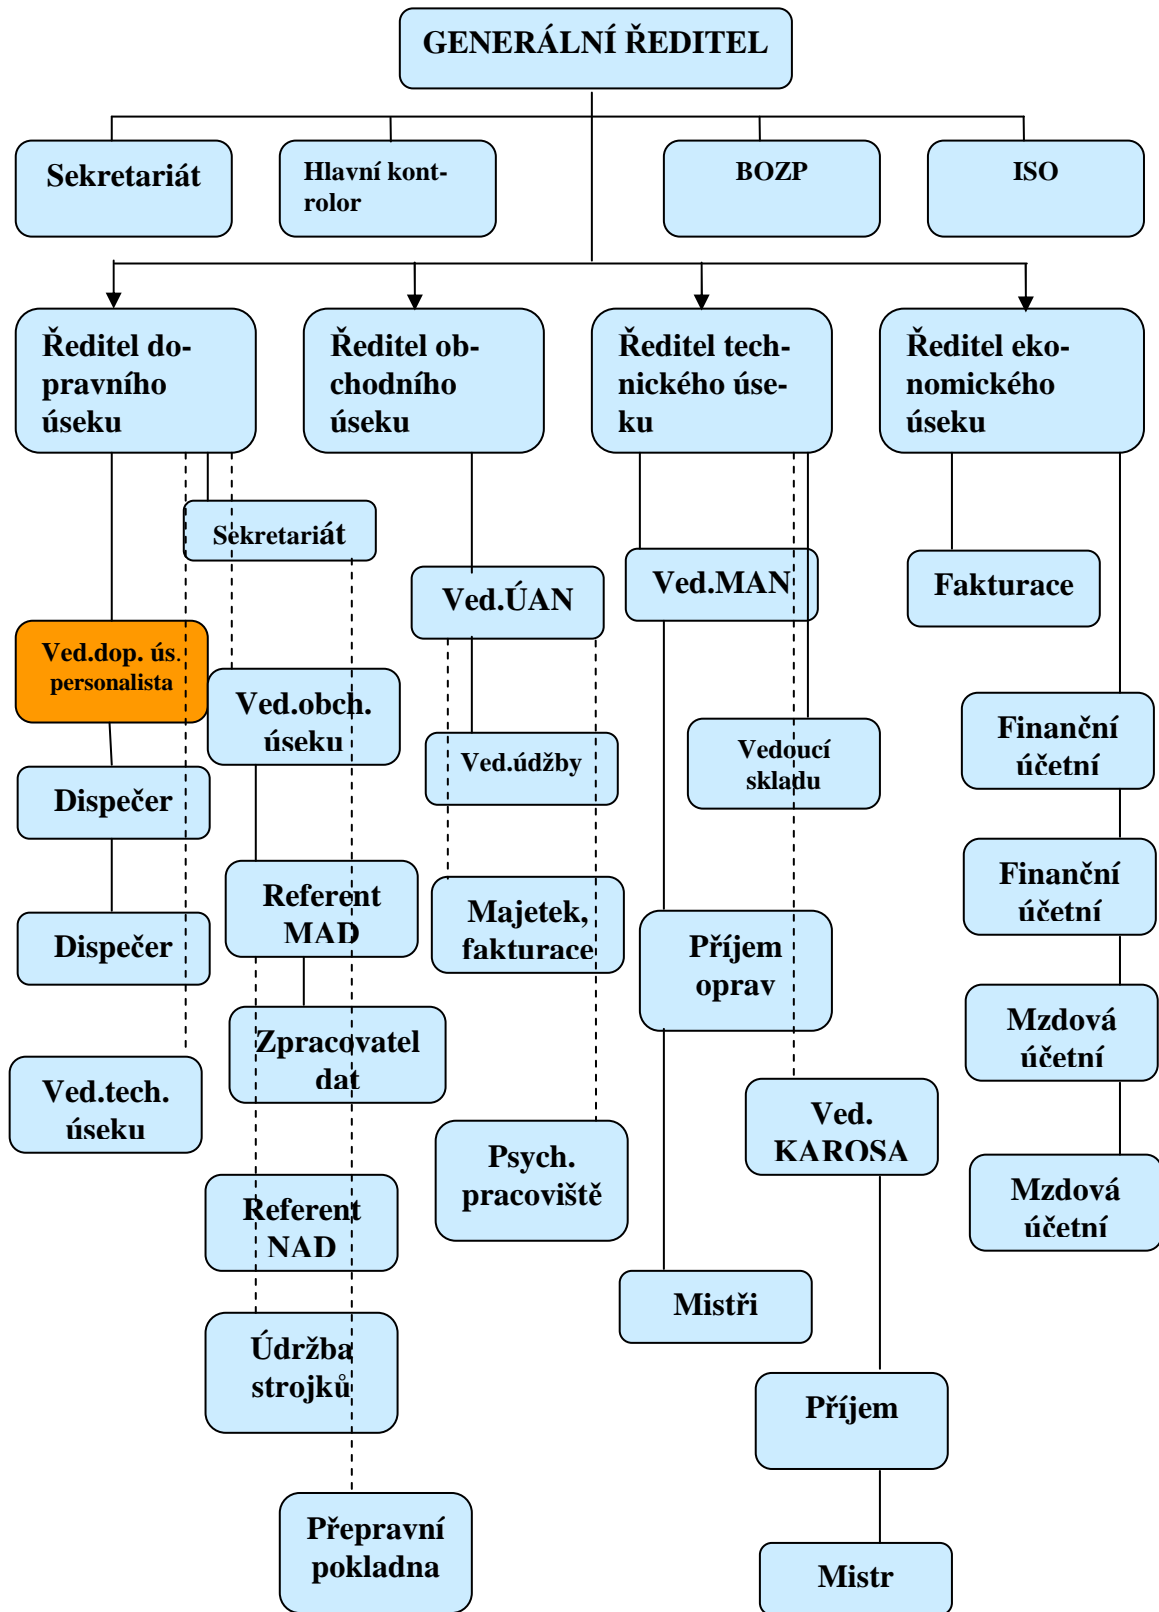 GENERÁLNÍ ŘEDITEL
Sekretariát
Hlavní kont-
rolor
BOZP
ISO
Ředitel do-
pravního
úseku
Ředitel ob-
chodního
úseku
Ředitel tech-
nického úse-
ku
Ředitel eko-
nomického
úseku
Sekretariát
Ved.ÚAN
Ved.MAN
Fakturace
Ved.dop. ús.
personalista
Ved.obch.
úseku
Ved.údžby
Vedoucí
skladu
Finanční
účetní
Dispečer
Referent
MAD
Majetek,
fakturace
Finanční
účetní
Dispečer
Příjem
oprav
Zpracovatel
dat
Mzdová
účetní
Ved.tech.
úseku
Ved.
KAROSA
Psych.
pracoviště
Mzdová
účetní
Referent
NAD
Mistři
Údržba
strojků
Příjem
Přepravní
pokladna
Mistr